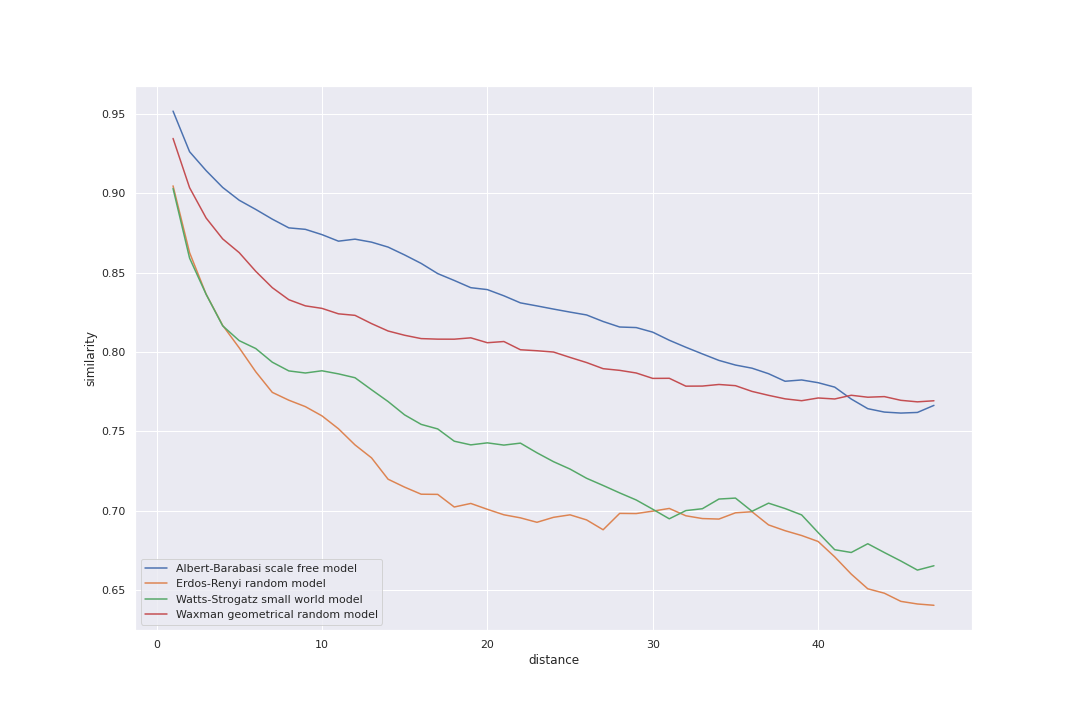 0.95
0.90
0.85
0.80
0.75
0.70
0.65
similarity
Albert-Barabasi scale free model
Erdos-Renyi random model
Watts-Strogatz small world model
Waxman geometrical random model
0 10 20 30 40
distance